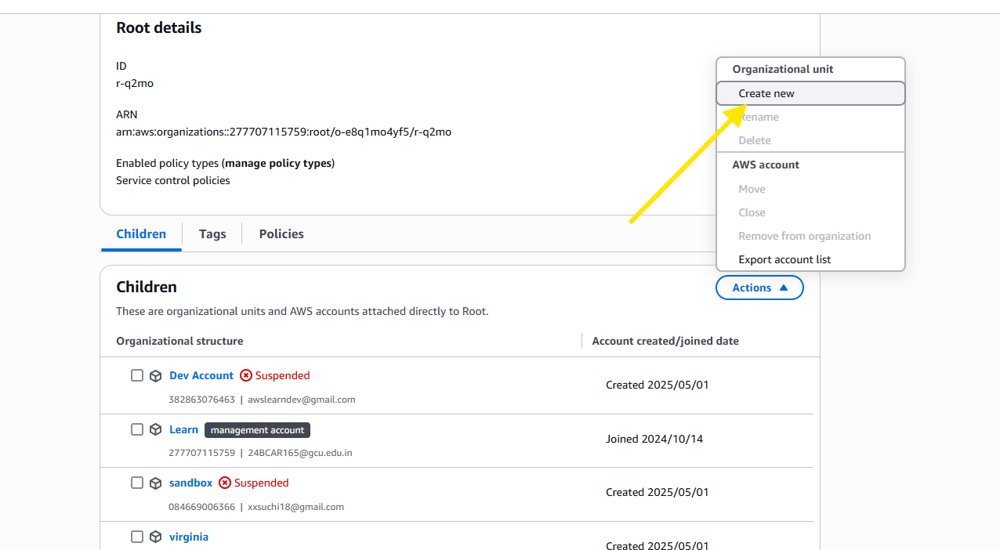 Root details
ID
r-q2mo
ARN
arn:aws:organizations::277707115759:root/o-e8q1mo4yf5/r-q2mo
Enabled policy types (manage policy types)
Service control policies
Organizational unit
Create new
Rename
Delete
AWS account
Move
Close
Remove from organization
Export account list
Children Tags Policies
Children
Actions
These are organizational units and AWS accounts attached directly to Root.
Organizational structure Account created/joined date
Dev Account Suspended
382863076463 | awslearndev@gmail.com
Created 2025/05/01
Learn management account
277707115759 | 24BCAR165@gcu.edu.in
Joined 2024/10/14
sandbox Suspended
084669006366 | xxsuchi18@gmail.com
Created 2025/05/01
virginia
Created 2025/05/01